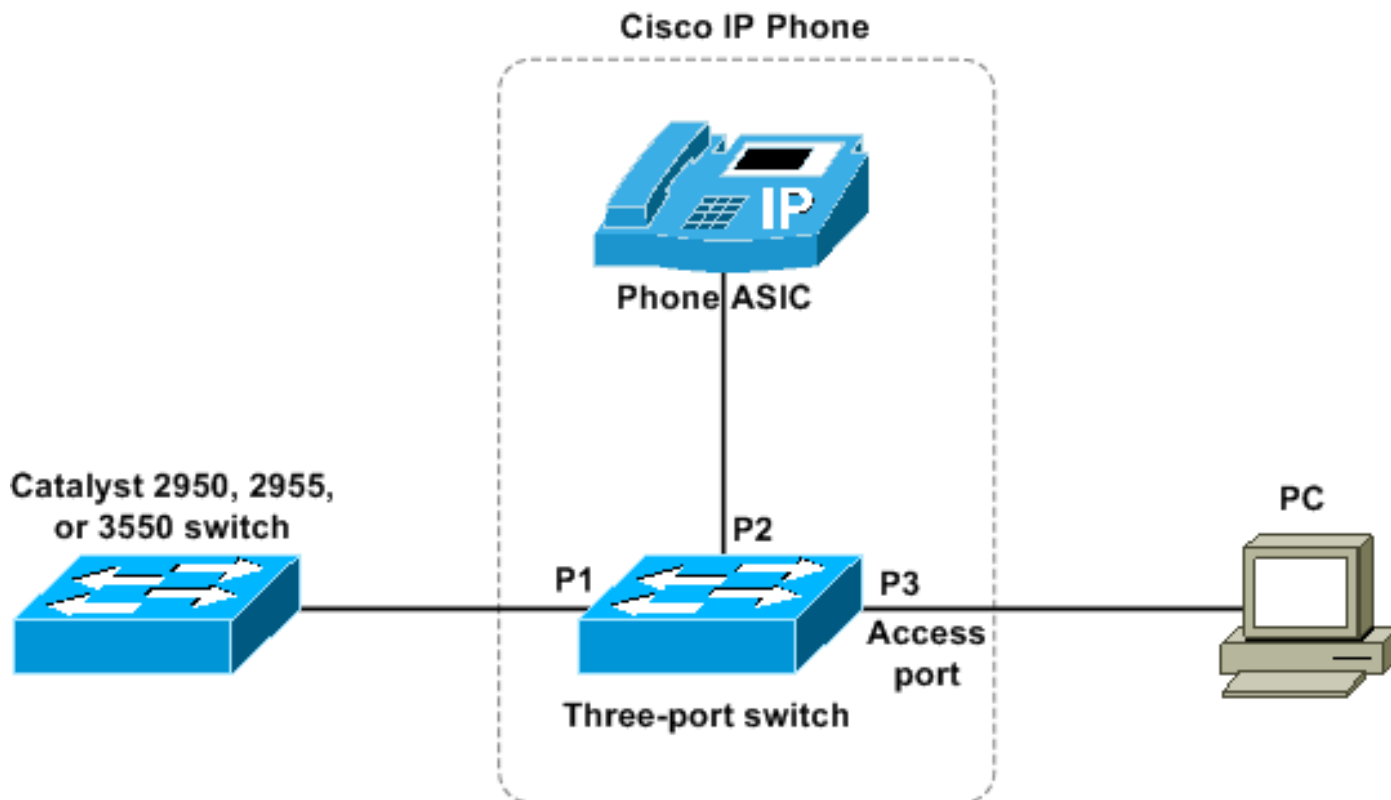 Cisco IP Phone
IP
Phone ASIC
Catalyst 2950, 2955,
or 3550 switch
P2
PC
P1
P3
Access
port
Three-port switch